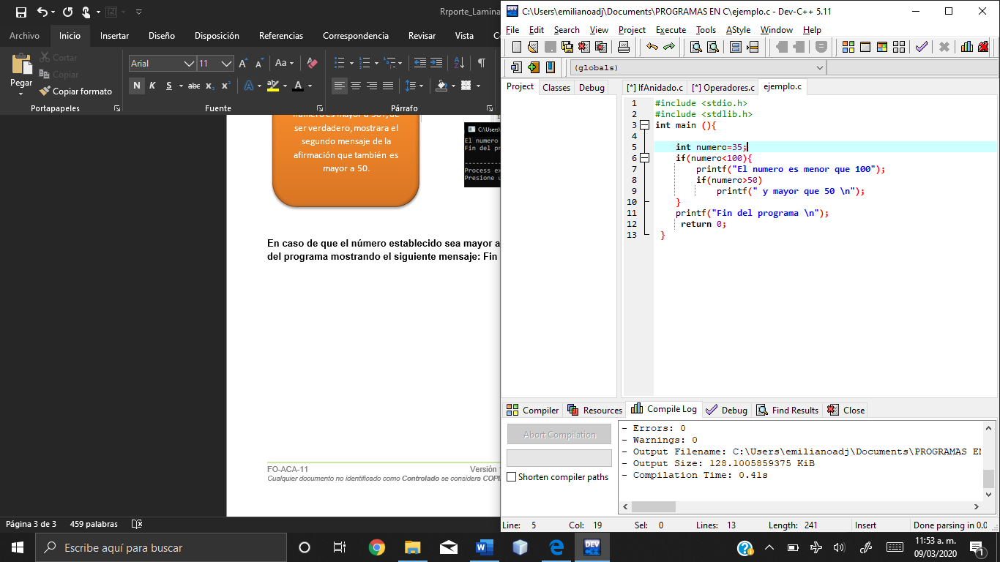 Rrporte_Lamina
Archivo Inicio Insertar Diseño Disposición Referencias Correspondencia Revisar Vista
Pegar
Cortar
Copiar
Copiar formato
Portapapeles
Arial 11
Aa
N K S abc x₂ x²
A A
Fuente
Párrafo
ser verdadero, mostrara el
segundo mensaje de la
afirmación que también es
mayor a 50.
C:\Users\
El numero
Fin del pr
Process ex
Presione u
En caso de que el número establecido sea mayor a
del programa mostrando el siguiente mensaje: Fin
FO-ACA-11 Versión
Cualquier documento no identificado como Controlado se considera COPI
Página 3 de 3 459 palabras
C:\Users\emilianoadj\Documents\PROGRAMAS EN C\ejemplo.c - Dev-C++ 5.11
File Edit Search View Project Execute Tools AStyle Window Help
(globals)
Project Classes Debug
[*] IfAnidado.c [*] Operadores.c ejemplo.c
1 #include <stdio.h>
2 #include <stdlib.h>
3 int main (){
4
5 int numero=35;
6 if(numero<100){
7 printf("El numero es menor que 100");
8 if(numero>50)
9 printf(" y mayor que 50 \n");
10 }
11 printf("Fin del programa \n");
12 return 0;
13 }
Compiler Resources Compile Log Debug Find Results Close
Abort Compilation
Shorten compiler paths
- Errors: 0
- Warnings: 0
- Output Filename: C:\Users\emilianoadj\Documents\PROGRAMAS EN
- Output Size: 128.1005859375 KiB
- Compilation Time: 0.41s
Line: 5 Col: 19 Sel: 0 Lines: 13 Length: 241 Insert Done parsing in 0.0
Escribe aquí para buscar
11:53 a. m.
09/03/2020
1